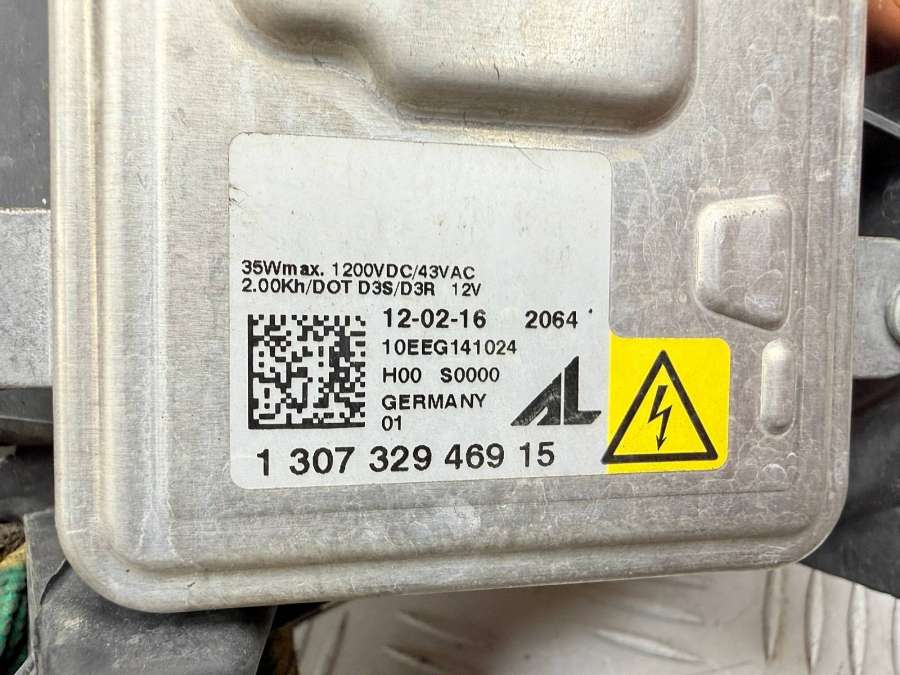 35Wmax. 1200VDC/43VAC
2.00Kh/DOT D3S/D3R 12V
12-02-16 2064
10EEG141024
H00 S0000
GERMANY
01
AL
1 307 329 469 15